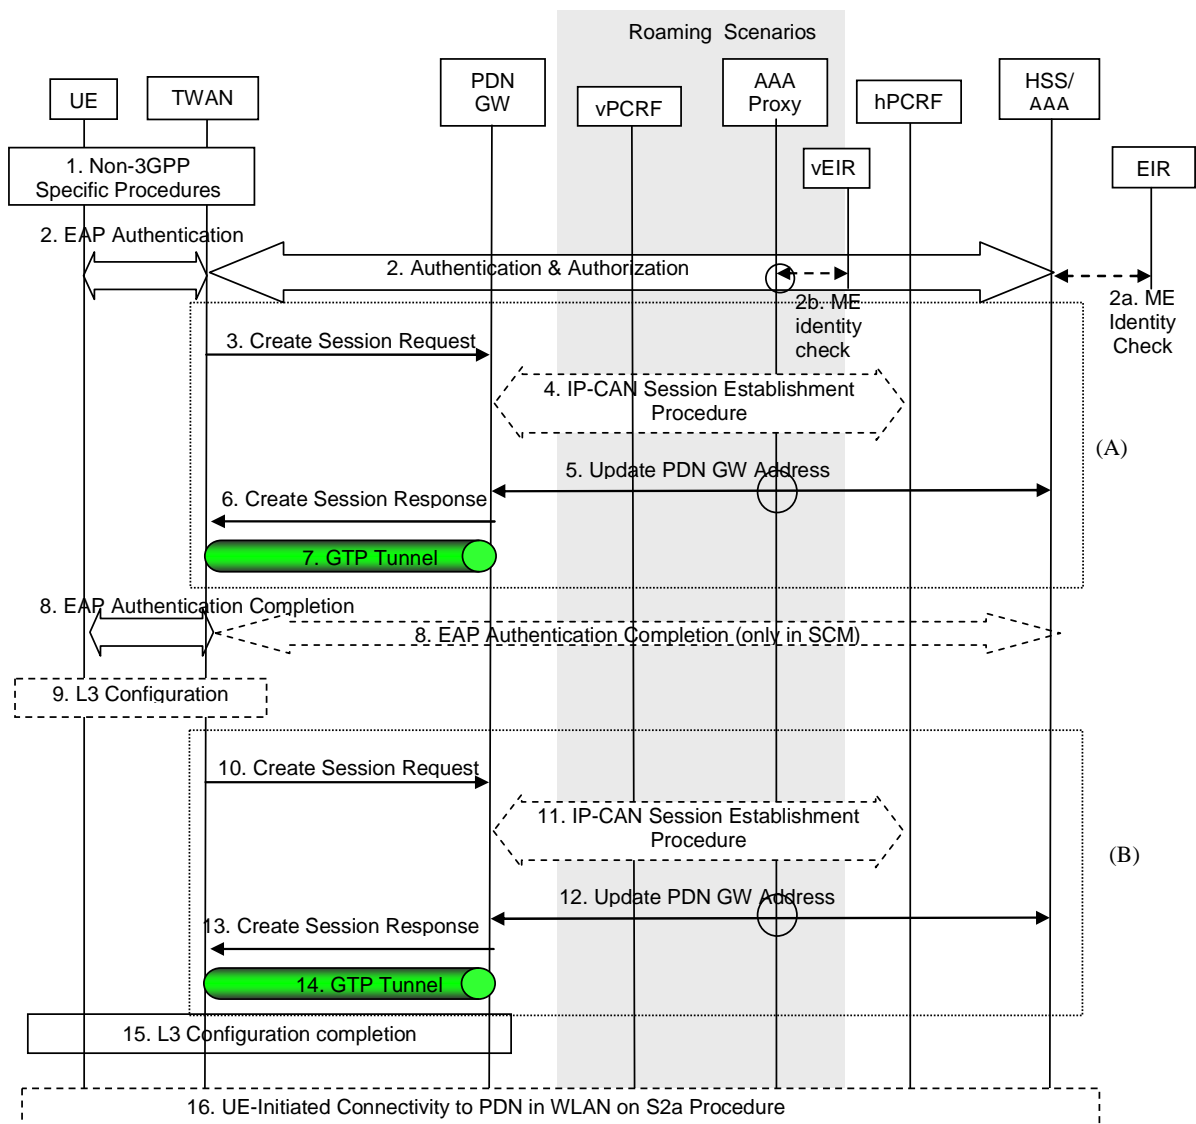 Roaming Scenarios
UE
TWAN
PDN
GW
vPCRF
AAA
Proxy
hPCRF
HSS/
AAA
vEIR
EIR
1. Non-3GPP
Specific Procedures
2. EAP Authentication
2. Authentication & Authorization
2b. ME
identity
check
2a. ME
Identity
Check
3. Create Session Request
4. IP-CAN Session Establishment
Procedure
(A)
5. Update PDN GW Address
6. Create Session Response
7. GTP Tunnel
8. EAP Authentication Completion
8. EAP Authentication Completion (only in SCM)
9. L3 Configuration
10. Create Session Request
11. IP-CAN Session Establishment
Procedure
(B)
12. Update PDN GW Address
13. Create Session Response
14. GTP Tunnel
15. L3 Configuration completion
16. UE-Initiated Connectivity to PDN in WLAN on S2a Procedure